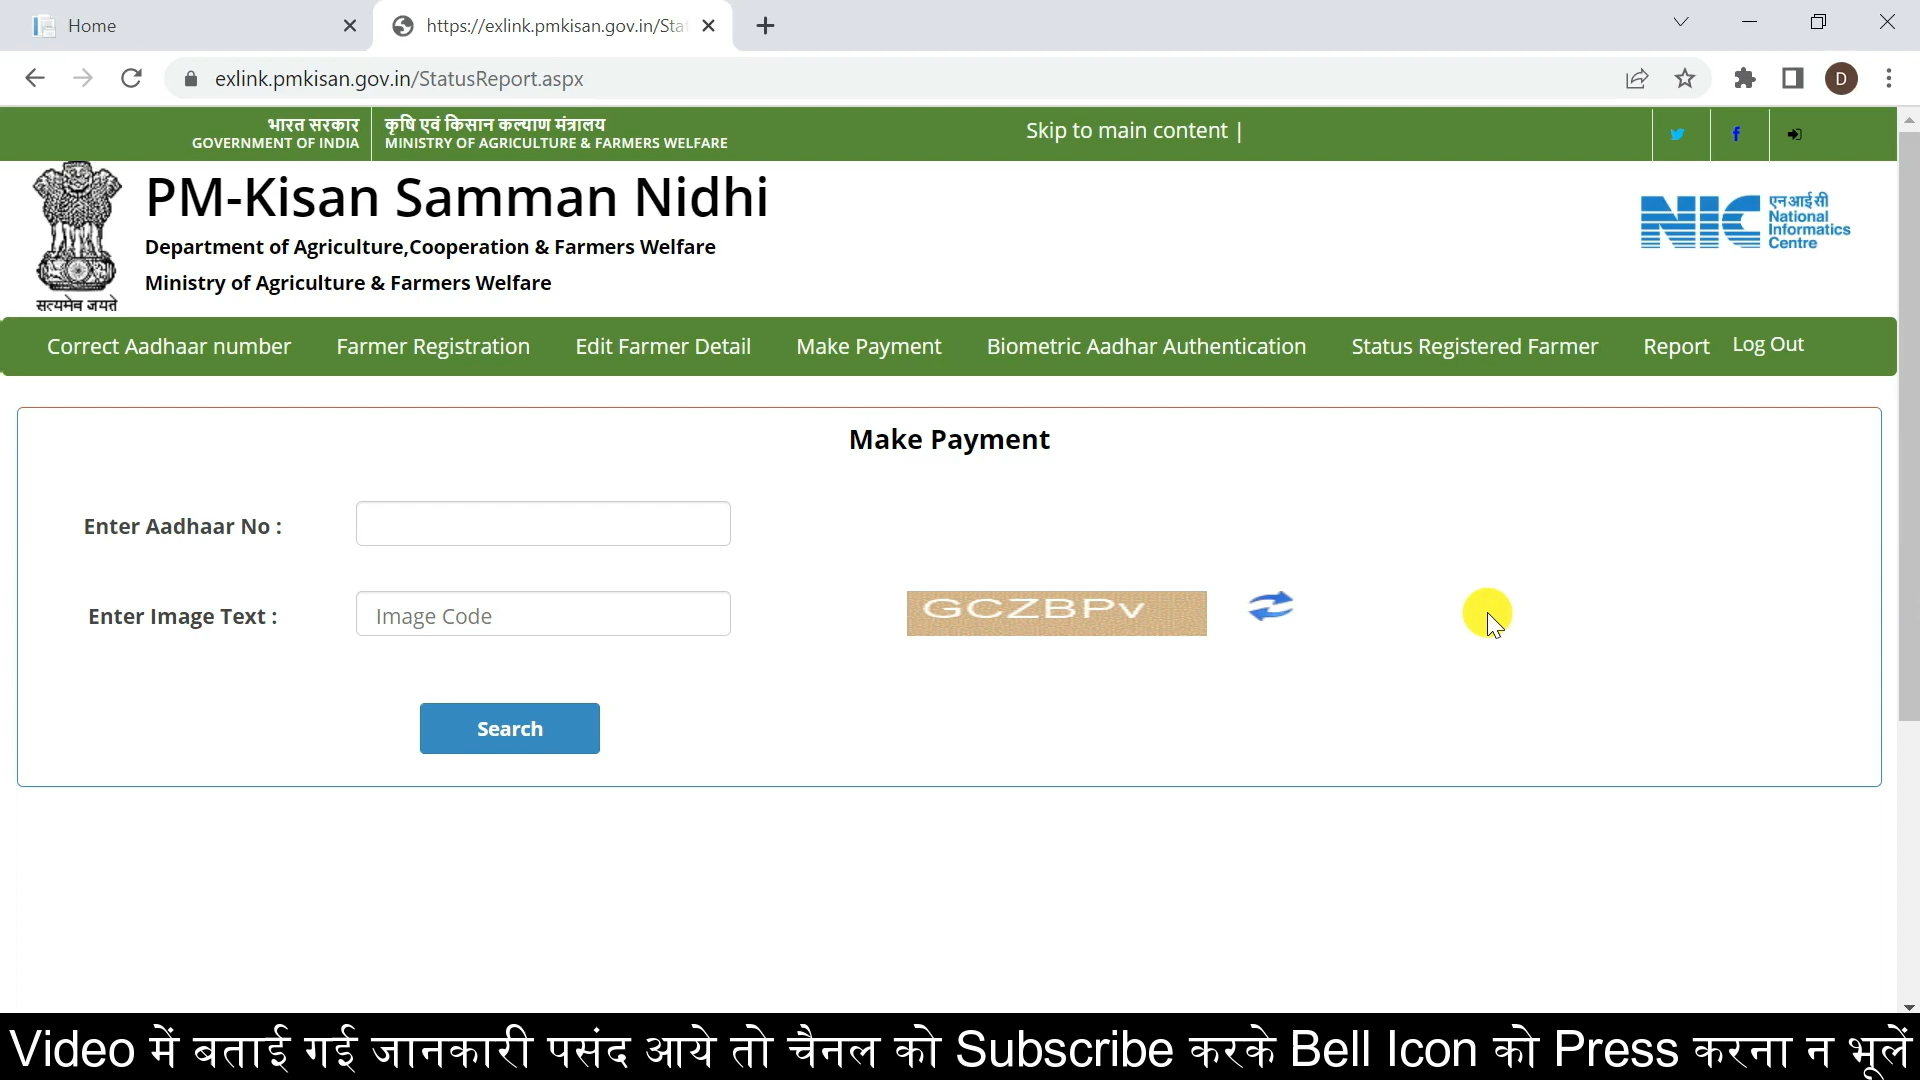 Home
https://exlink.pmkisan.gov.in/Stat
exlink.pmkisan.gov.in/StatusReport.aspx
D
भारत सरकार
GOVERNMENT OF INDIA
कृषि एवं किसान कल्याण मंत्रालय
MINISTRY OF AGRICULTURE & FARMERS WELFARE
Skip to main content |
PM-Kisan Samman Nidhi
Department of Agriculture,Cooperation & Farmers Welfare
Ministry of Agriculture & Farmers Welfare
सत्यमेव जयते
NIC
एनआईसी
National
Informatics
Centre
Correct Aadhaar number Farmer Registration Edit Farmer Detail Make Payment Biometric Aadhar Authentication Status Registered Farmer Report Log Out
Make Payment
Enter Aadhaar No :
Enter Image Text : Image Code GCZBPv
Search
Video में बताई गई जानकारी पसंद आये तो चैनल को Subscribe करके Bell Icon को Press करना न भूलें